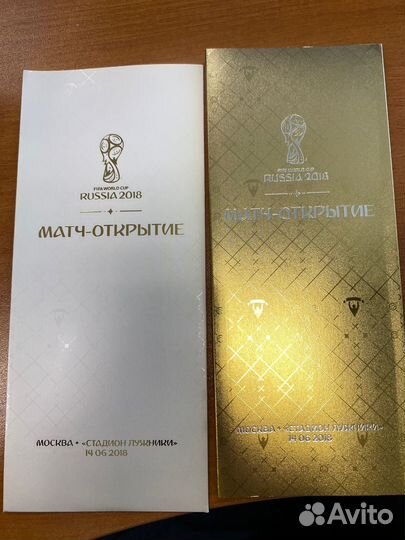 FIFA WORLD CUP
RUSSIA 2018
МАТЧ-ОТКРЫТИЕ
МОСКВА • «СТАДИОН ЛУЖНИКИ»
14 06 2018
FIFA WORLD CUP
RUSSIA 2018
МАТЧ-ОТКРЫТИЕ
МОСКВА • «СТАДИОН ЛУЖНИКИ»
14 06 2018
Avito